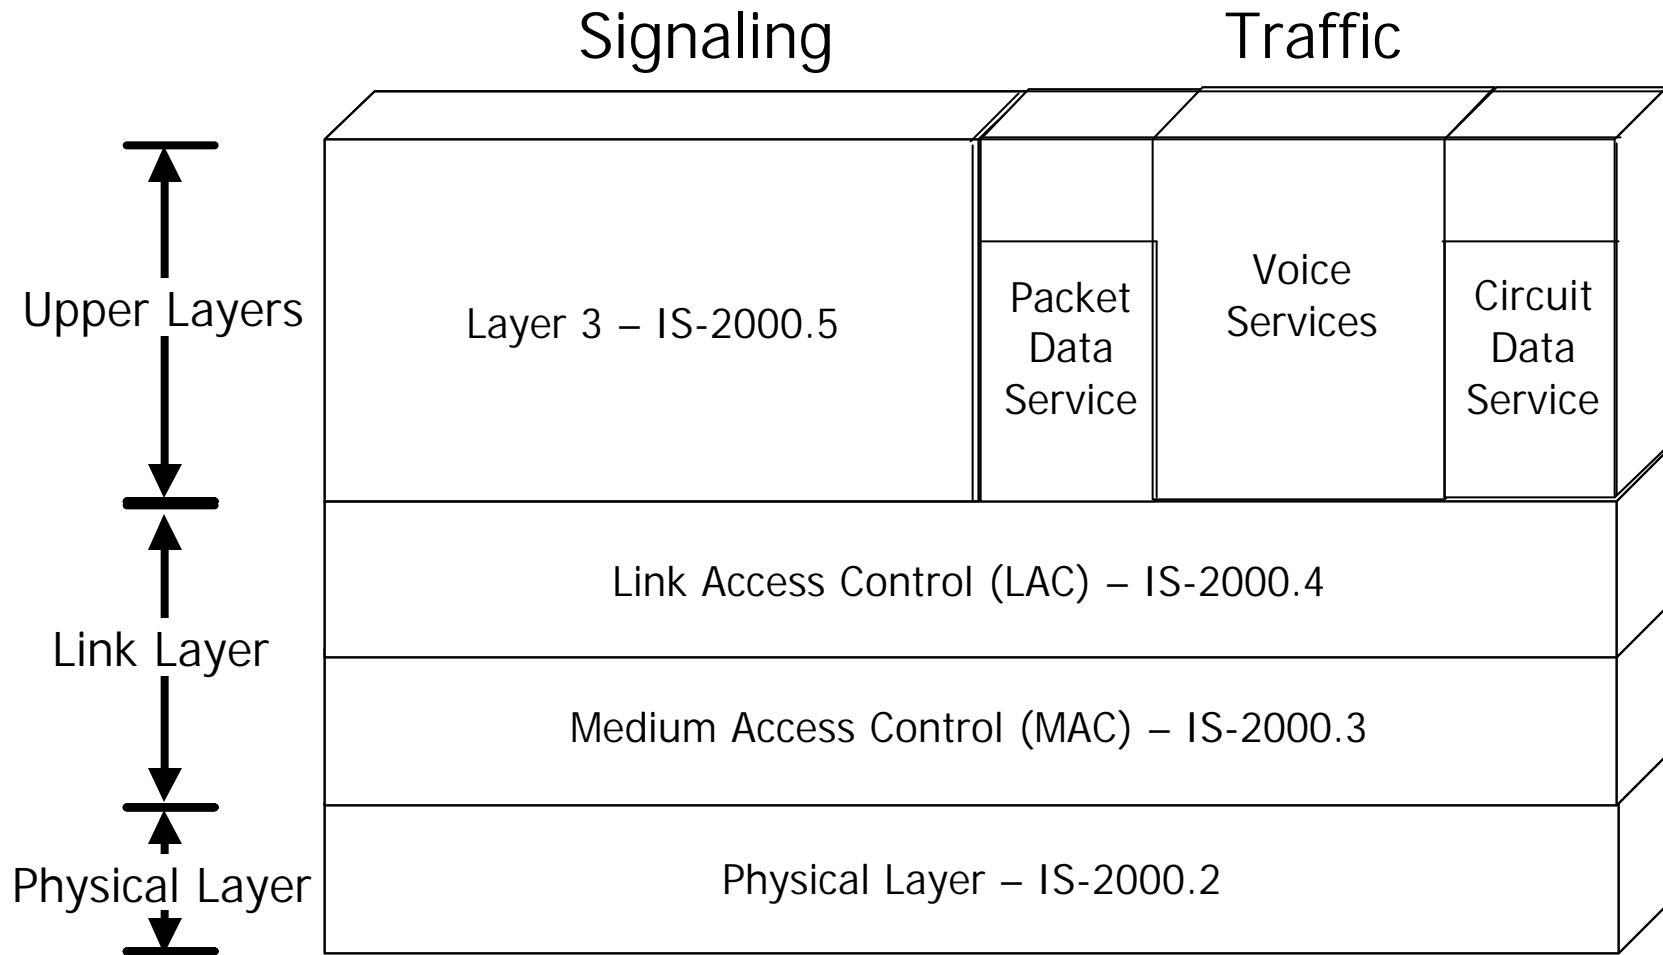 Signaling
Traffic
Upper Layers
Layer 3 – IS-2000.5
Packet
Data
Service
Voice
Services
Circuit
Data
Service
Link Layer
Link Access Control (LAC) – IS-2000.4
Medium Access Control (MAC) – IS-2000.3
Physical Layer
Physical Layer – IS-2000.2